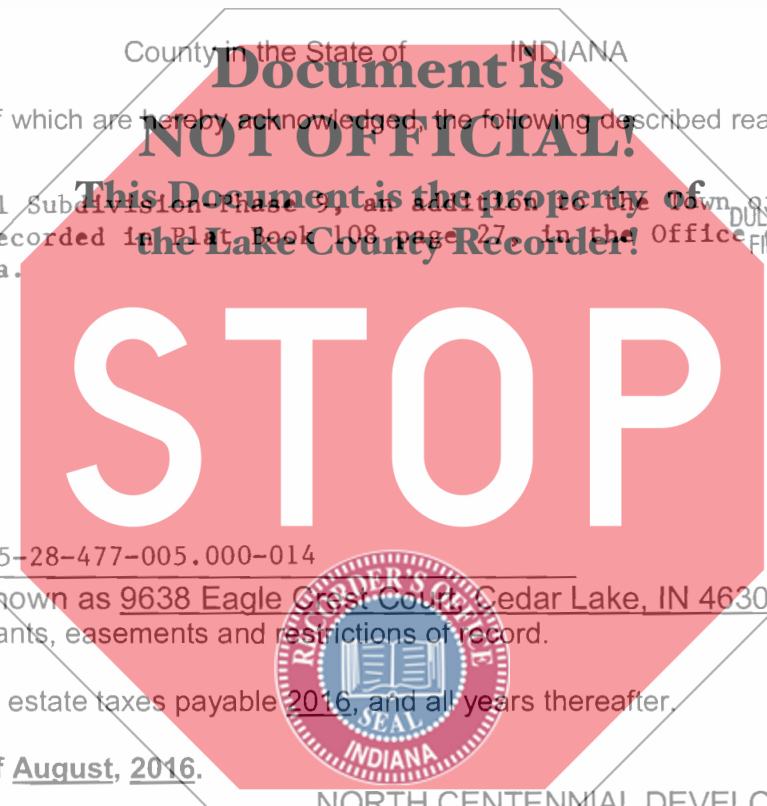 County in the State of INDIANA
Document is
f which are hereby acknowledged, the following described rea
NOT OFFICIAL!
This Document is the property of
l Subdivision-Phase 9, an addition to the Town o
DUL
ecorded in Plat Book 108 page 27, in the Office
FI
the Lake County Recorder!
a.
STOP
5-28-477-005.000-014
nown as 9638 Eagle Crest Court, Cedar Lake, IN 4630
ants, easements and restrictions of record.
RECORDER'S OFFICE
estate taxes payable 2016, and all years thereafter.
SEAL
INDIANA
f August, 2016.
NORTH CENTENNIAL DEVELO